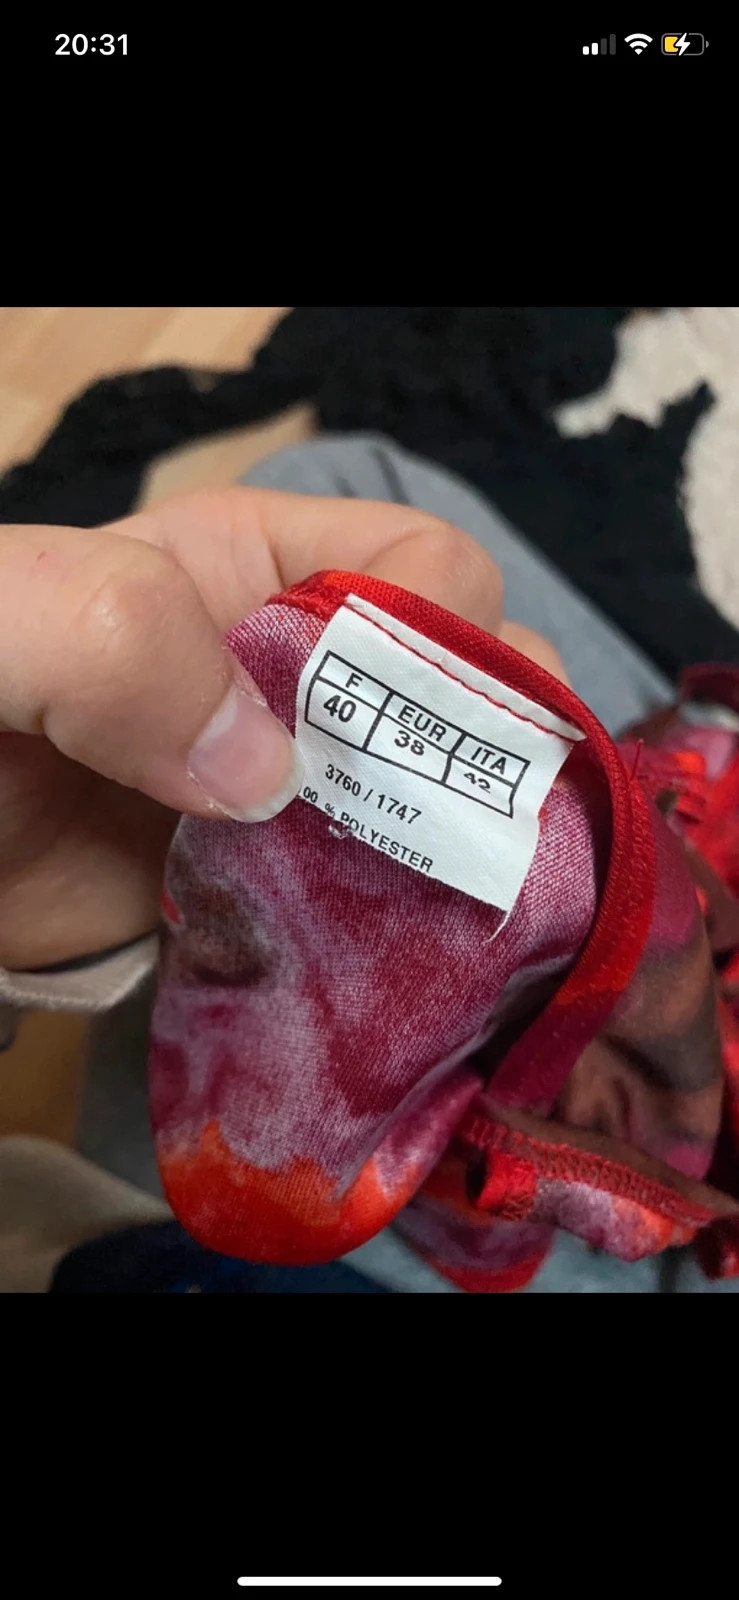 20:31
F EUR ITA
40 38 42
3760 / 1747
00 % POLYESTER